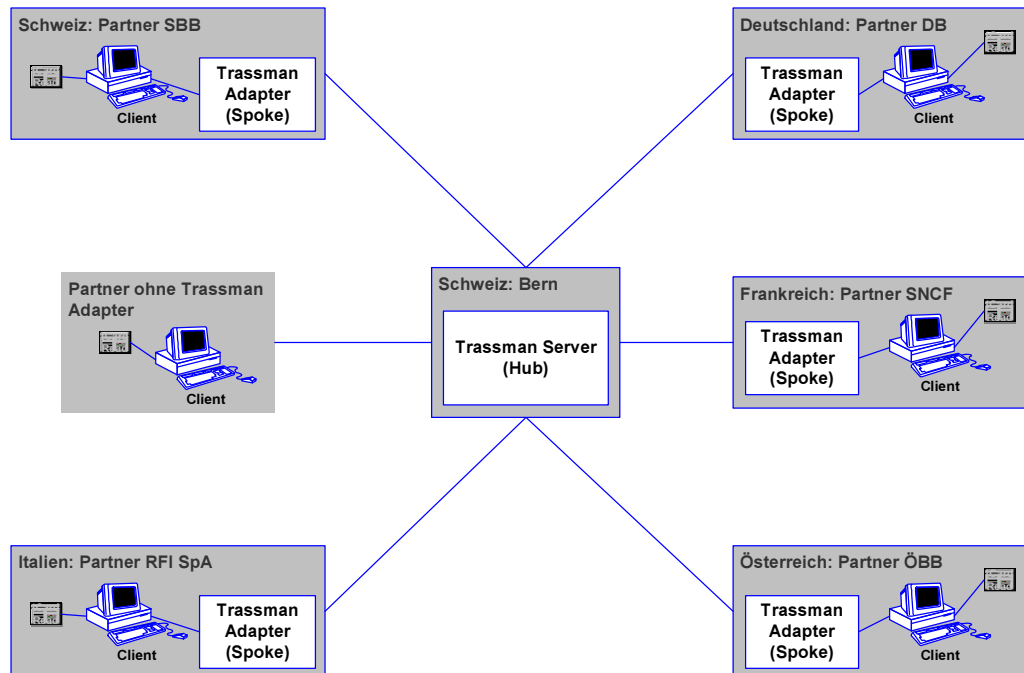 Schweiz: Partner SBB
Trassman
Adapter
(Spoke)
Client
Deutschland: Partner DB
Trassman
Adapter
(Spoke)
Client
Partner ohne Trassman
Adapter
Client
Schweiz: Bern
Trassman Server
(Hub)
Frankreich: Partner SNCF
Trassman
Adapter
(Spoke)
Client
Italien: Partner RFI SpA
Trassman
Adapter
(Spoke)
Client
Österreich: Partner ÖBB
Trassman
Adapter
(Spoke)
Client